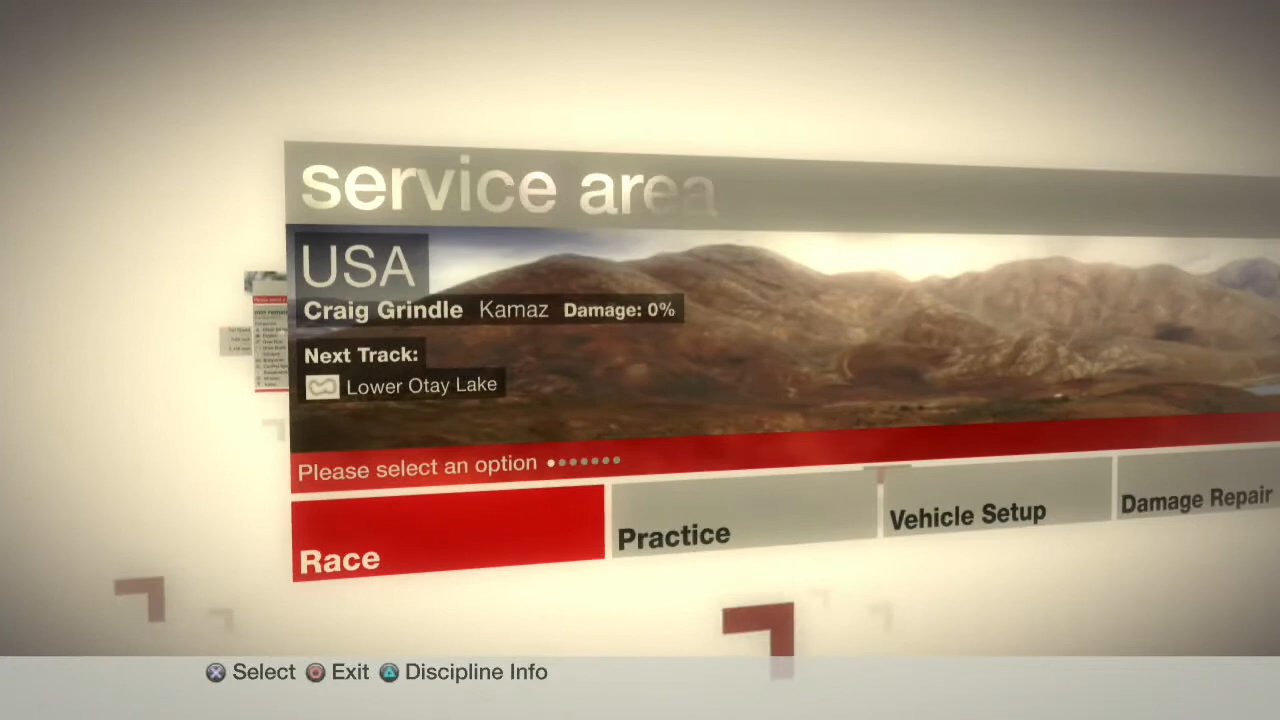 service area
USA
Craig Grindle Kamaz Damage: 0%
Next Track:
Lower Otay Lake
Please select an option
Race
Practice
Vehicle Setup
Damage Repair
Select Exit Discipline Info